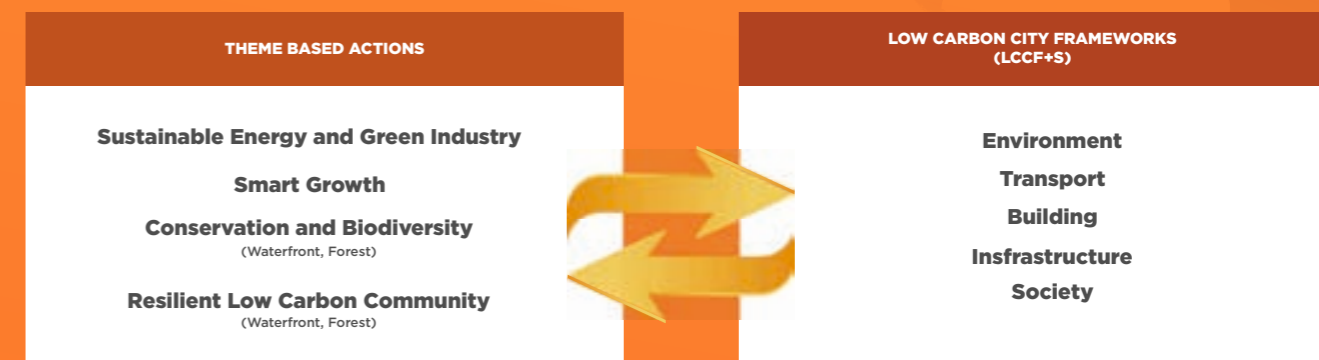 THEME BASED ACTIONS
Sustainable Energy and Green Industry
Smart Growth
Conservation and Biodiversity
(Waterfront, Forest)
Resilient Low Carbon Community
(Waterfront, Forest)
LOW CARBON CITY FRAMEWORKS
(LCCF+S)
Environment
Transport
Building
Insfrastructure
Society